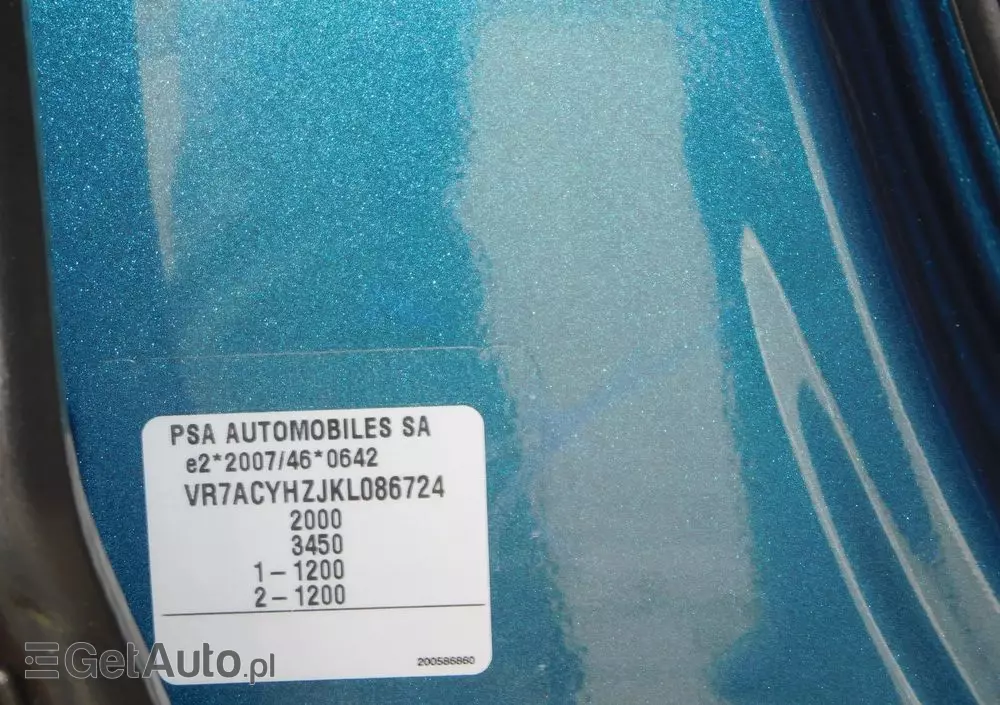 PSA AUTOMOBILES SA
e2*2007/46*0642
VR7ACYHZJKL086724
2000
3450
1-1200
2-1200
200586860
GetAuto.pl